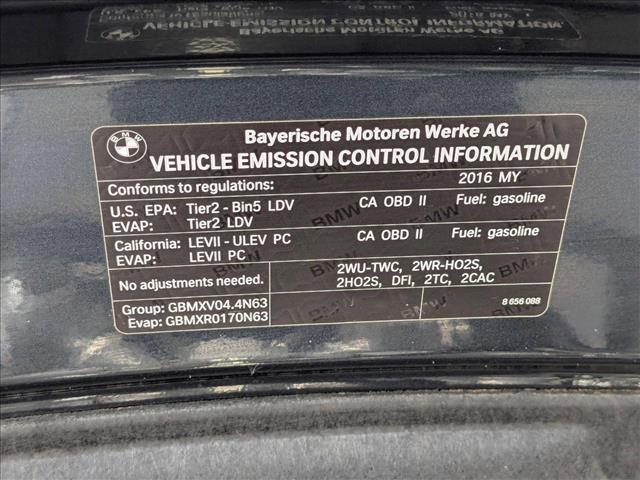 BMW
Bayerische Motoren Werke AG
VEHICLE EMISSION CONTROL INFORMATION
Conforms to regulations: 2016 MY
U.S. EPA: Tier2 - Bin5 LDV CA OBD II Fuel: gasoline
EVAP: Tier2 LDV
California: LEVII - ULEV PC CA OBD II Fuel: gasoline
EVAP: LEVII PC
No adjustments needed. 2WU-TWC, 2WR-HO2S,
2HO2S, DFI, 2TC, 2CAC
Group: GBMXV04.4N63 8 656 088
Evap: GBMXR0170N63